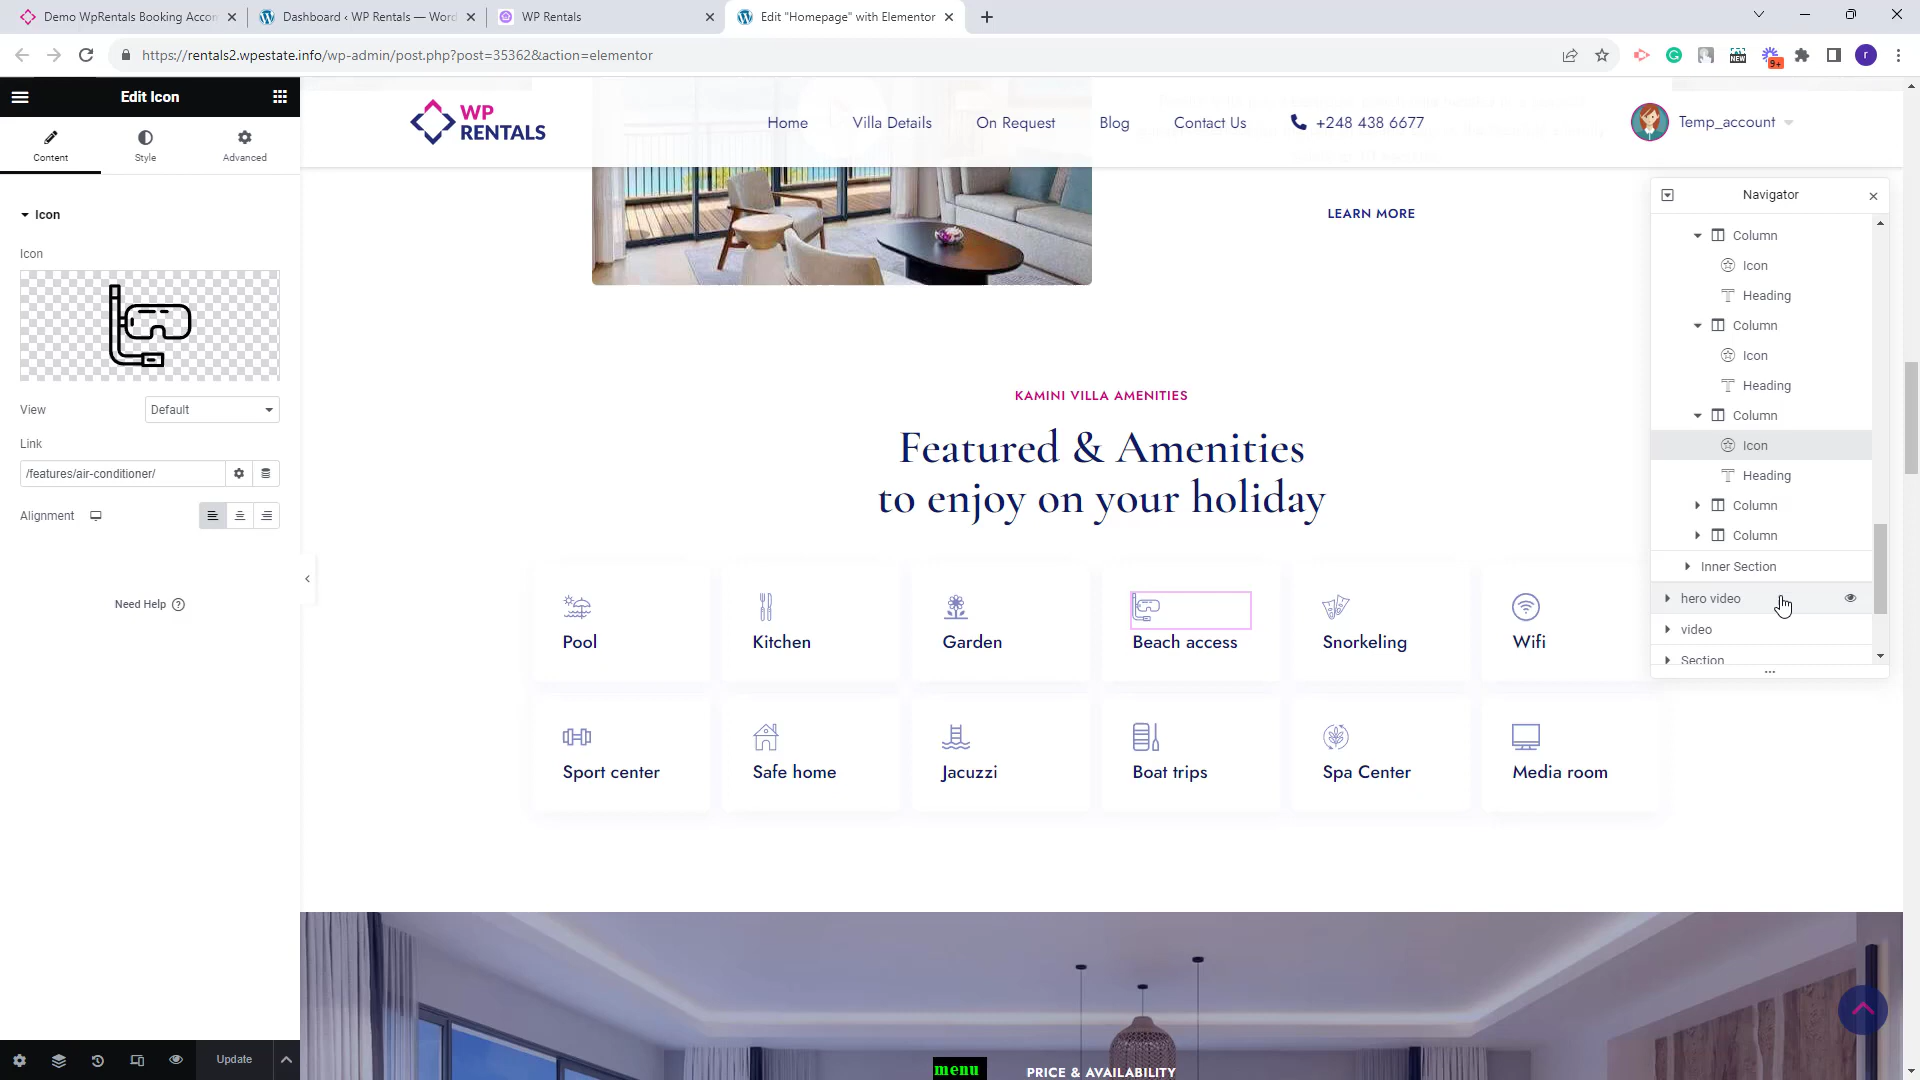 Demo WpRentals Booking Accor
Dashboard ‹ WP Rentals — Word
WP Rentals
Edit "Homepage" with Elementor
https://rentals2.wpestate.info/wp-admin/post.php?post=35362&action=elementor
NEW
9+
r
Edit Icon
Content
Style
Advanced
Icon
Icon
View
Default
Link
/features/air-conditioner/
Alignment
Need Help
Update
WP
RENTALS
Home
Villa Details
On Request
Blog
Contact Us
+248 438 6677
Temp_account
LEARN MORE
KAMINI VILLA AMENITIES
Featured & Amenities
to enjoy on your holiday
Pool
Kitchen
Garden
Beach access
Snorkeling
Wifi
Sport center
Safe home
Jacuzzi
Boat trips
Spa Center
Media room
menu
PRICE & AVAILABILITY
Navigator
Column
Icon
Heading
Column
Icon
Heading
Column
Icon
Heading
Column
Column
Inner Section
hero video
video
Section